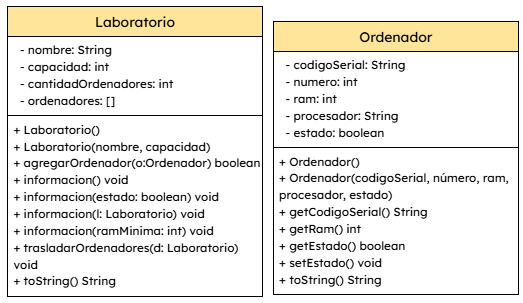 Laboratorio
- nombre: String
- capacidad: int
- cantidadOrdenadores: int
- ordenadores: []
+ Laboratorio()
+ Laboratorio(nombre, capacidad)
+ agregarOrdenador(o:Ordenador) boolean
+ informacion() void
+ informacion(estado: boolean) void
+ informacion(l: Laboratorio) void
+ informacion(ramMinima: int) void
+ trasladarOrdenadores(d: Laboratorio)
void
+ toString() String
Ordenador
- codigoSerial: String
- numero: int
- ram: int
- procesador: String
- estado: boolean
+ Ordenador()
+ Ordenador(codigoSerial, número, ram,
procesador, estado)
+ getCodigoSerial() String
+ getRam() int
+ getEstado() boolean
+ setEstado() void
+ toString() String